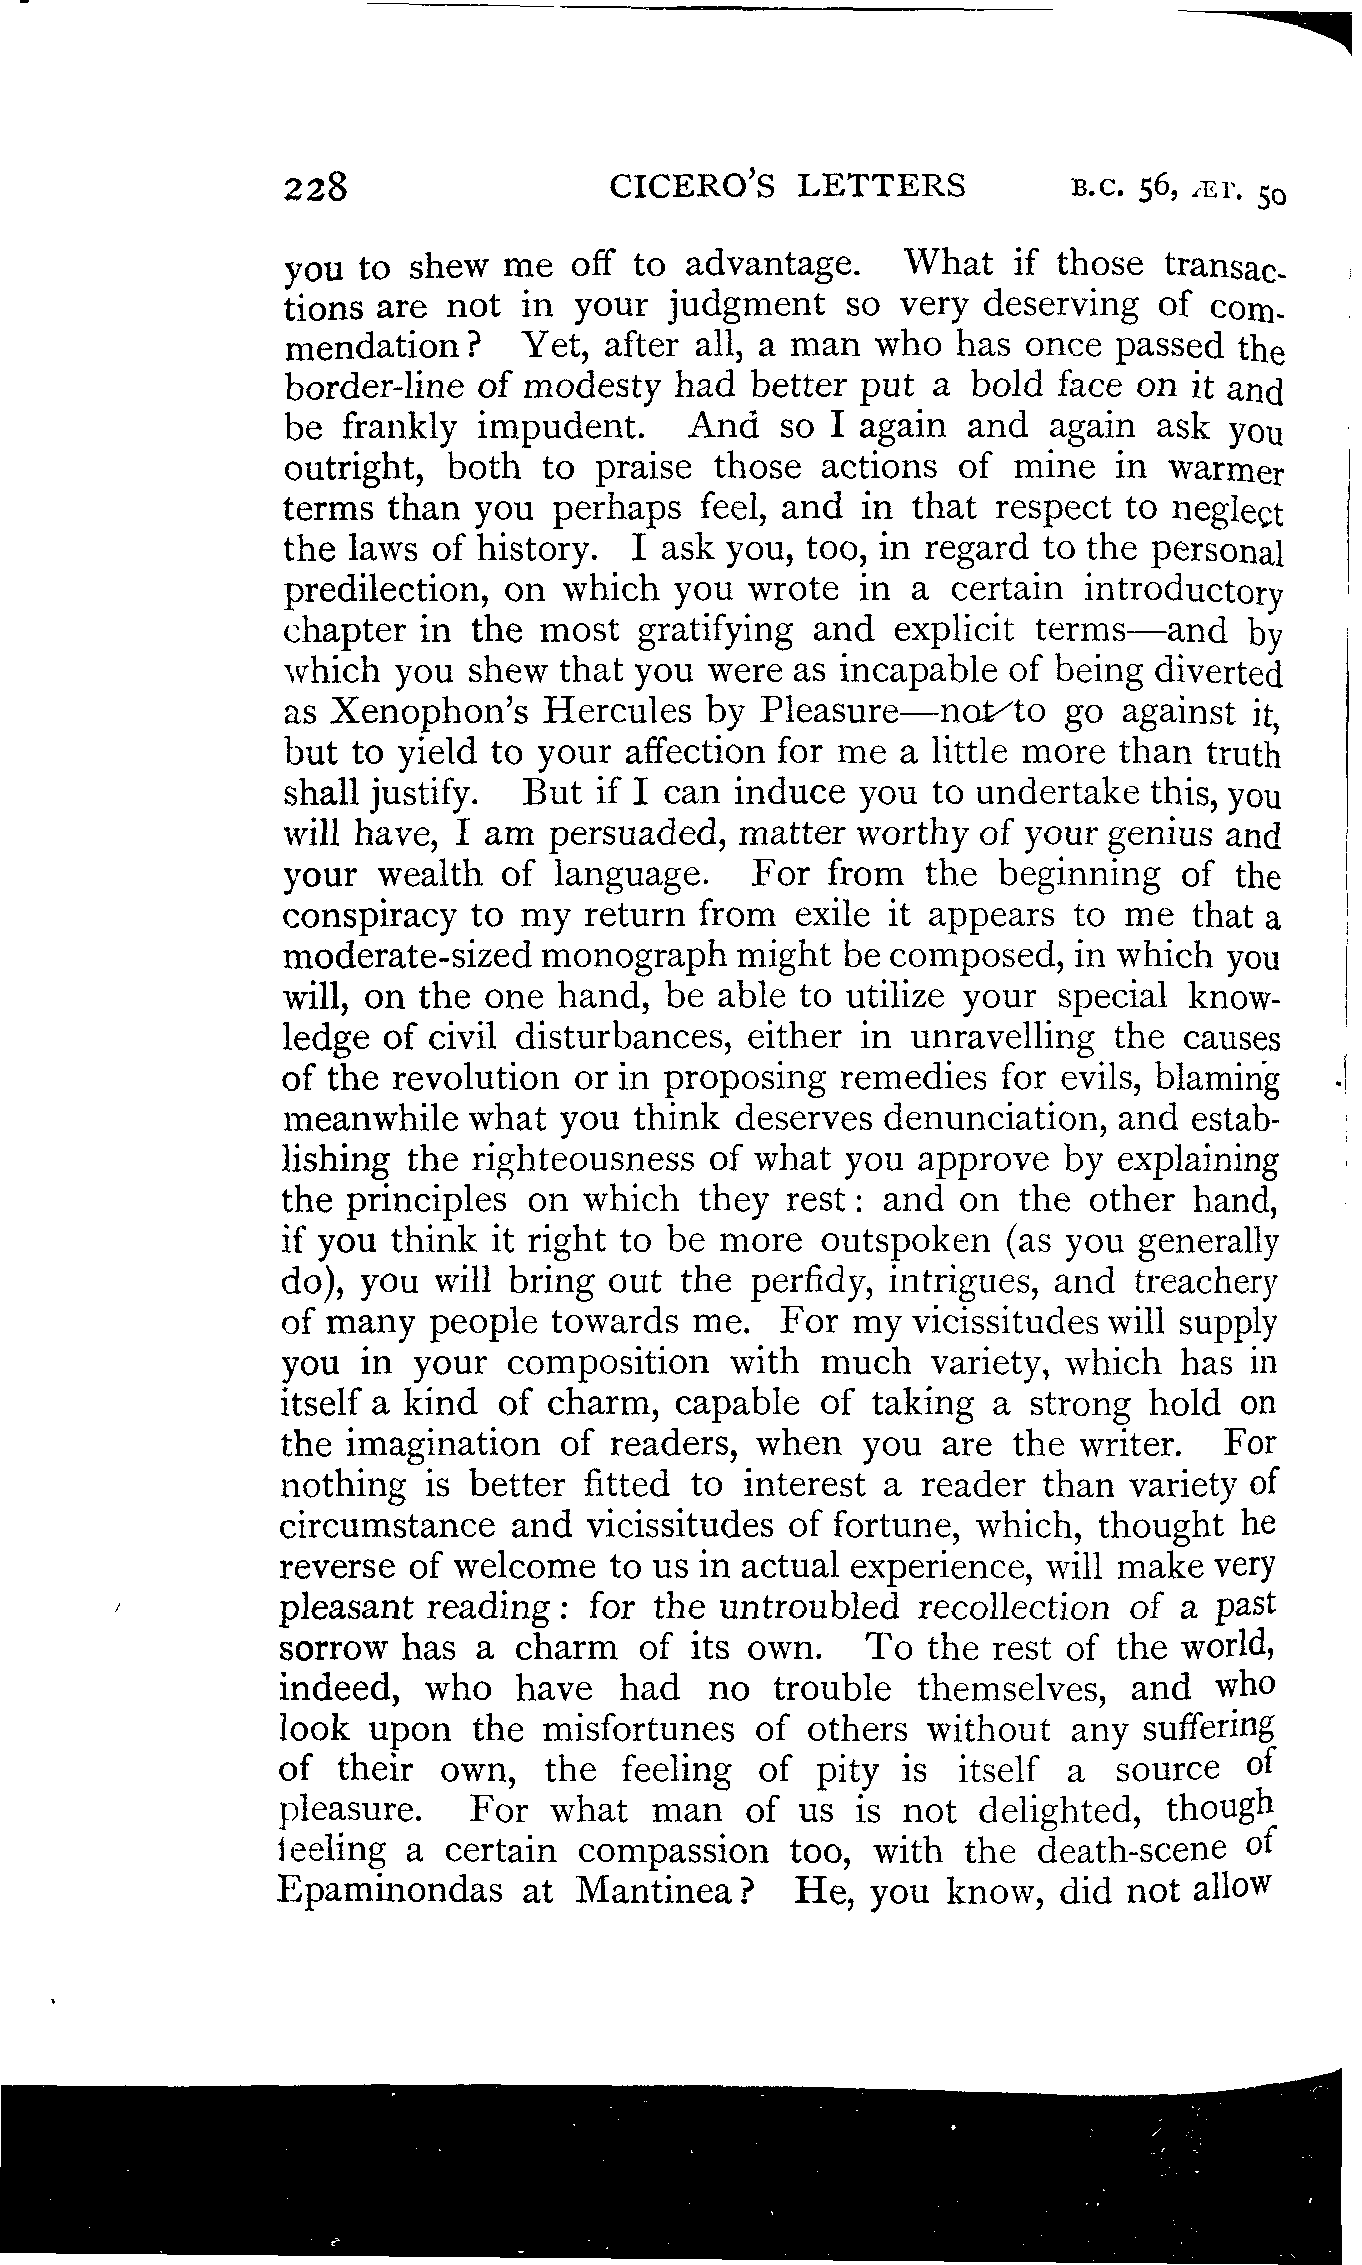 228 CICERO'S LETTERS B.C. 56, ÆT. 50
you to shew me off to advantage. What if those transac-
tions are not in your judgment so very deserving of com-
mendation? Yet, after all, a man who has once passed the
border-line of modesty had better put a bold face on it and
be frankly impudent. And so I again and again ask you
outright, both to praise those actions of mine in warmer
terms than you perhaps feel, and in that respect to neglect
the laws of history. I ask you, too, in regard to the personal
predilection, on which you wrote in a certain introductory
chapter in the most gratifying and explicit terms—and by
which you shew that you were as incapable of being diverted
as Xenophon's Hercules by Pleasure—not to go against it,
but to yield to your affection for me a little more than truth
shall justify. But if I can induce you to undertake this, you
will have, I am persuaded, matter worthy of your genius and
your wealth of language. For from the beginning of the
conspiracy to my return from exile it appears to me that a
moderate-sized monograph might be composed, in which you
will, on the one hand, be able to utilize your special know-
ledge of civil disturbances, either in unravelling the causes
of the revolution or in proposing remedies for evils, blaming
meanwhile what you think deserves denunciation, and estab-
lishing the righteousness of what you approve by explaining
the principles on which they rest: and on the other hand,
if you think it right to be more outspoken (as you generally
do), you will bring out the perfidy, intrigues, and treachery
of many people towards me. For my vicissitudes will supply
you in your composition with much variety, which has in
itself a kind of charm, capable of taking a strong hold on
the imagination of readers, when you are the writer. For
nothing is better fitted to interest a reader than variety of
circumstance and vicissitudes of fortune, which, thought he
reverse of welcome to us in actual experience, will make very
pleasant reading: for the untroubled recollection of a past
sorrow has a charm of its own. To the rest of the world,
indeed, who have had no trouble themselves, and who
look upon the misfortunes of others without any suffering
of their own, the feeling of pity is itself a source of
pleasure. For what man of us is not delighted, though
feeling a certain compassion too, with the death-scene of
Epaminondas at Mantinea? He, you know, did not allow